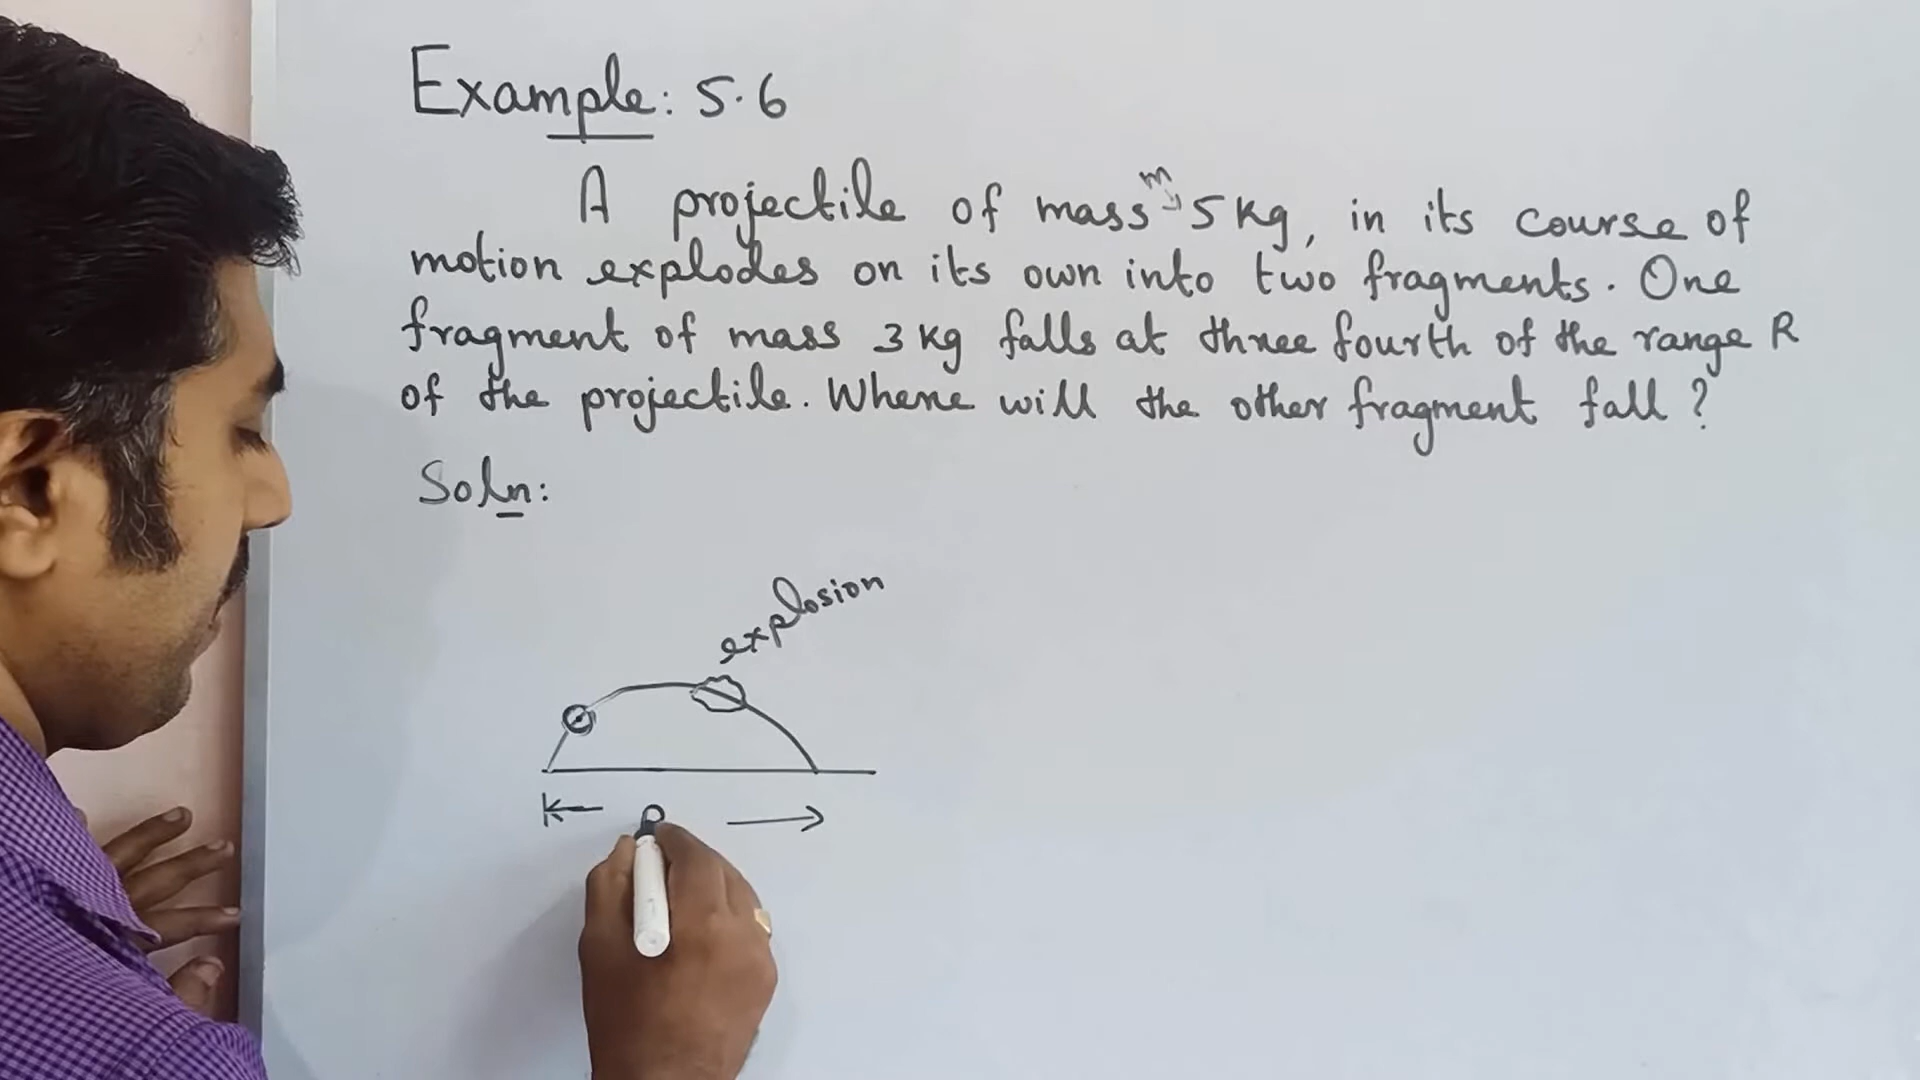 Example: 5.6
m
A projectile of mass 5 kg, in its course of
motion explodes on its own into two fragments. One
fragment of mass 3 kg falls at three fourth of the range R
of the projectile. Where will the other fragment fall ?
Soln:
explosion